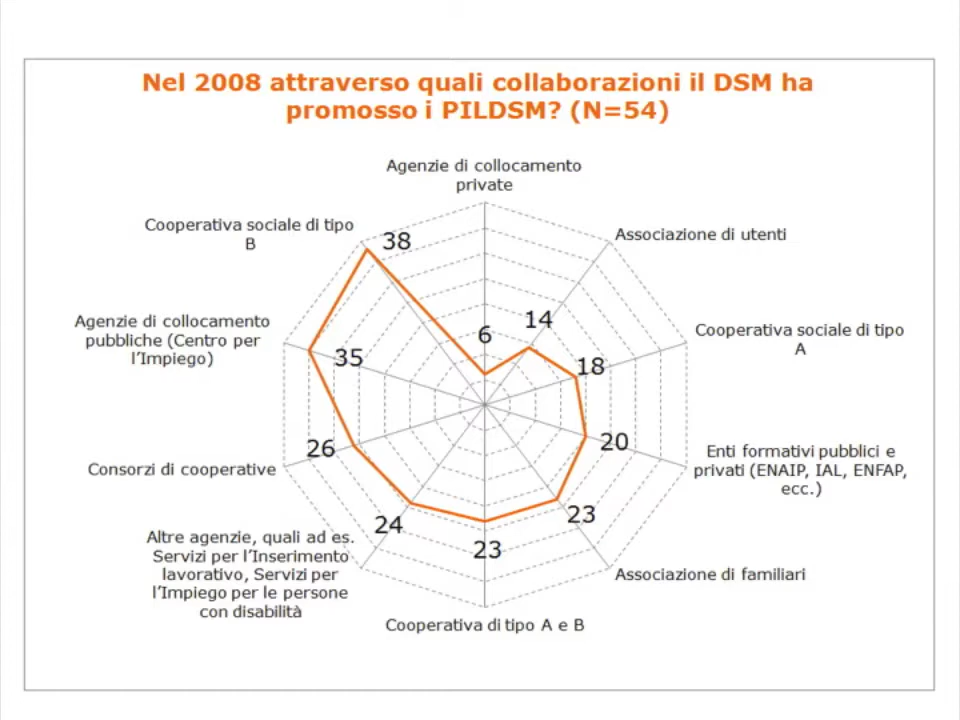 Nel 2008 attraverso quali collaborazioni il DSM ha
promosso i PILDSM? (N=54)
Agenzie di collocamento
private
Associazione di utenti
Cooperativa sociale di tipo
A
Enti formativi pubblici e
privati (ENAIP, IAL, ENFAP,
ecc.)
Associazione di familiari
Cooperativa di tipo A e B
Altre agenzie, quali ad es.
Servizi per l’Inserimento
lavorativo, Servizi per
l’Impiego per le persone
con disabilità
Consorzi di cooperative
Agenzie di collocamento
pubbliche (Centro per
l’Impiego)
Cooperativa sociale di tipo
B
6
14
18
20
23
23
24
26
35
38